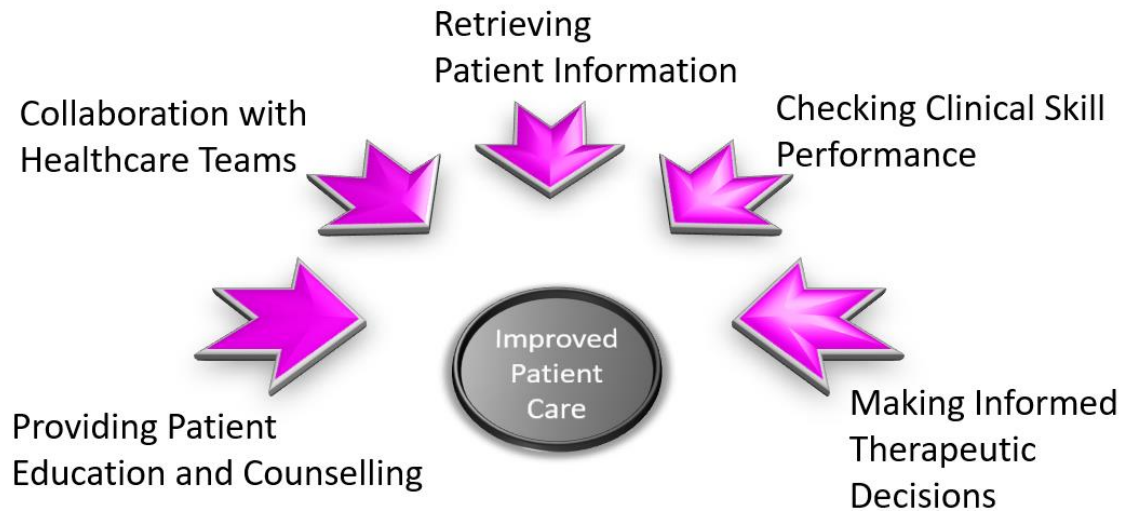 Retrieving
Patient Information
Collaboration with
Healthcare Teams
Checking Clinical Skill
Performance
Improved
Patient
Care
Providing Patient
Education and Counselling
Making Informed
Therapeutic
Decisions